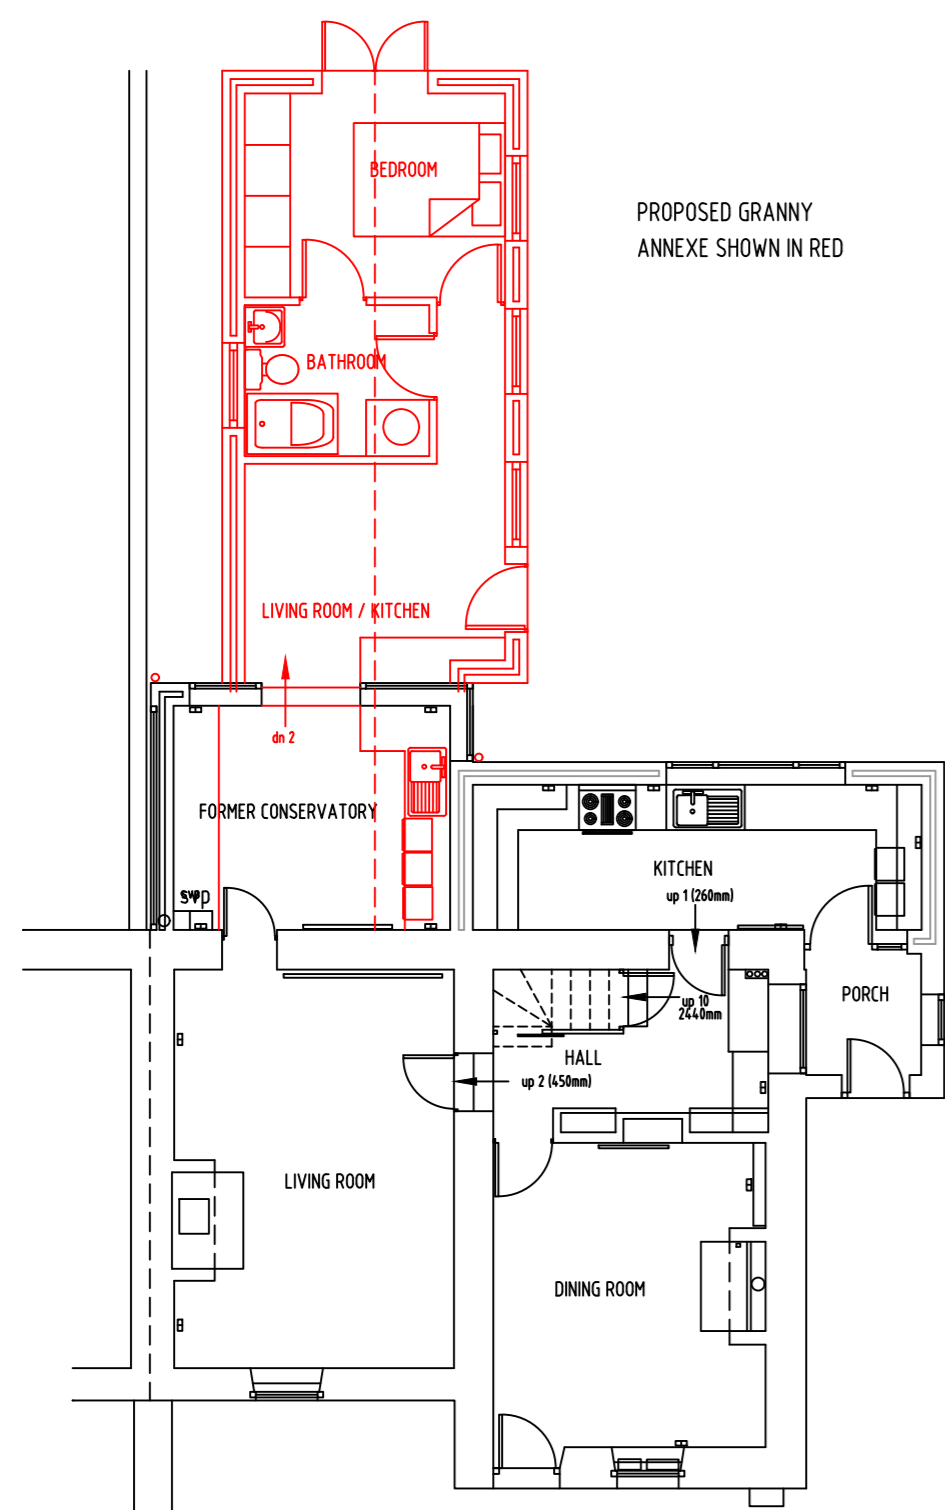 PROPOSED GRANNY
ANNEXE SHOWN IN RED
BEDROOM
BATHROOM
LIVING ROOM / KITCHEN
dn 2
FORMER CONSERVATORY
KITCHEN
up 1 (260mm)
PORCH
up 10
2440mm
HALL
up 2 (450mm)
LIVING ROOM
DINING ROOM